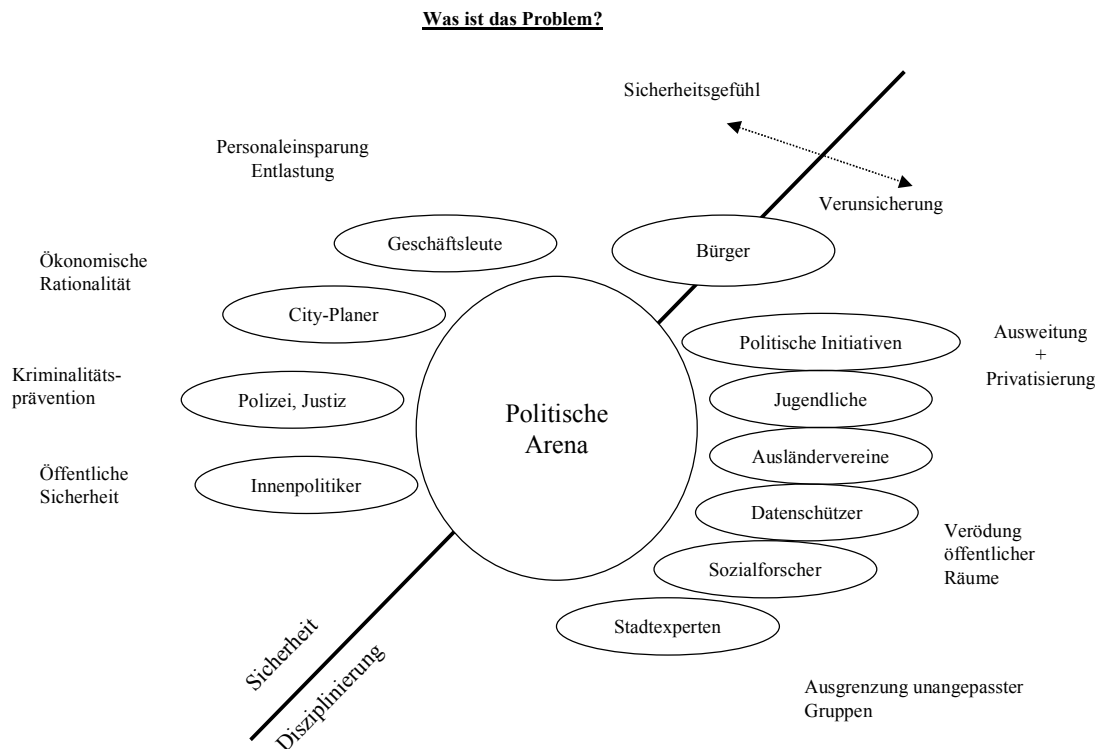 Was ist das Problem?
Sicherheitsgefühl
Personaleinsparung
Entlastung
Verunsicherung
Geschäftsleute
Bürger
Ökonomische
Rationalität
City-Planer
Politische Initiativen
Ausweitung
+
Privatisierung
Kriminalitäts-
prävention
Polizei, Justiz
Jugendliche
Politische
Arena
Ausländervereine
Öffentliche
Sicherheit
Innenpolitiker
Datenschützer
Verödung
öffentlicher
Räume
Sozialforscher
Stadtexperten
Sicherheit
Disziplinierung
Ausgrenzung unangepasster
Gruppen